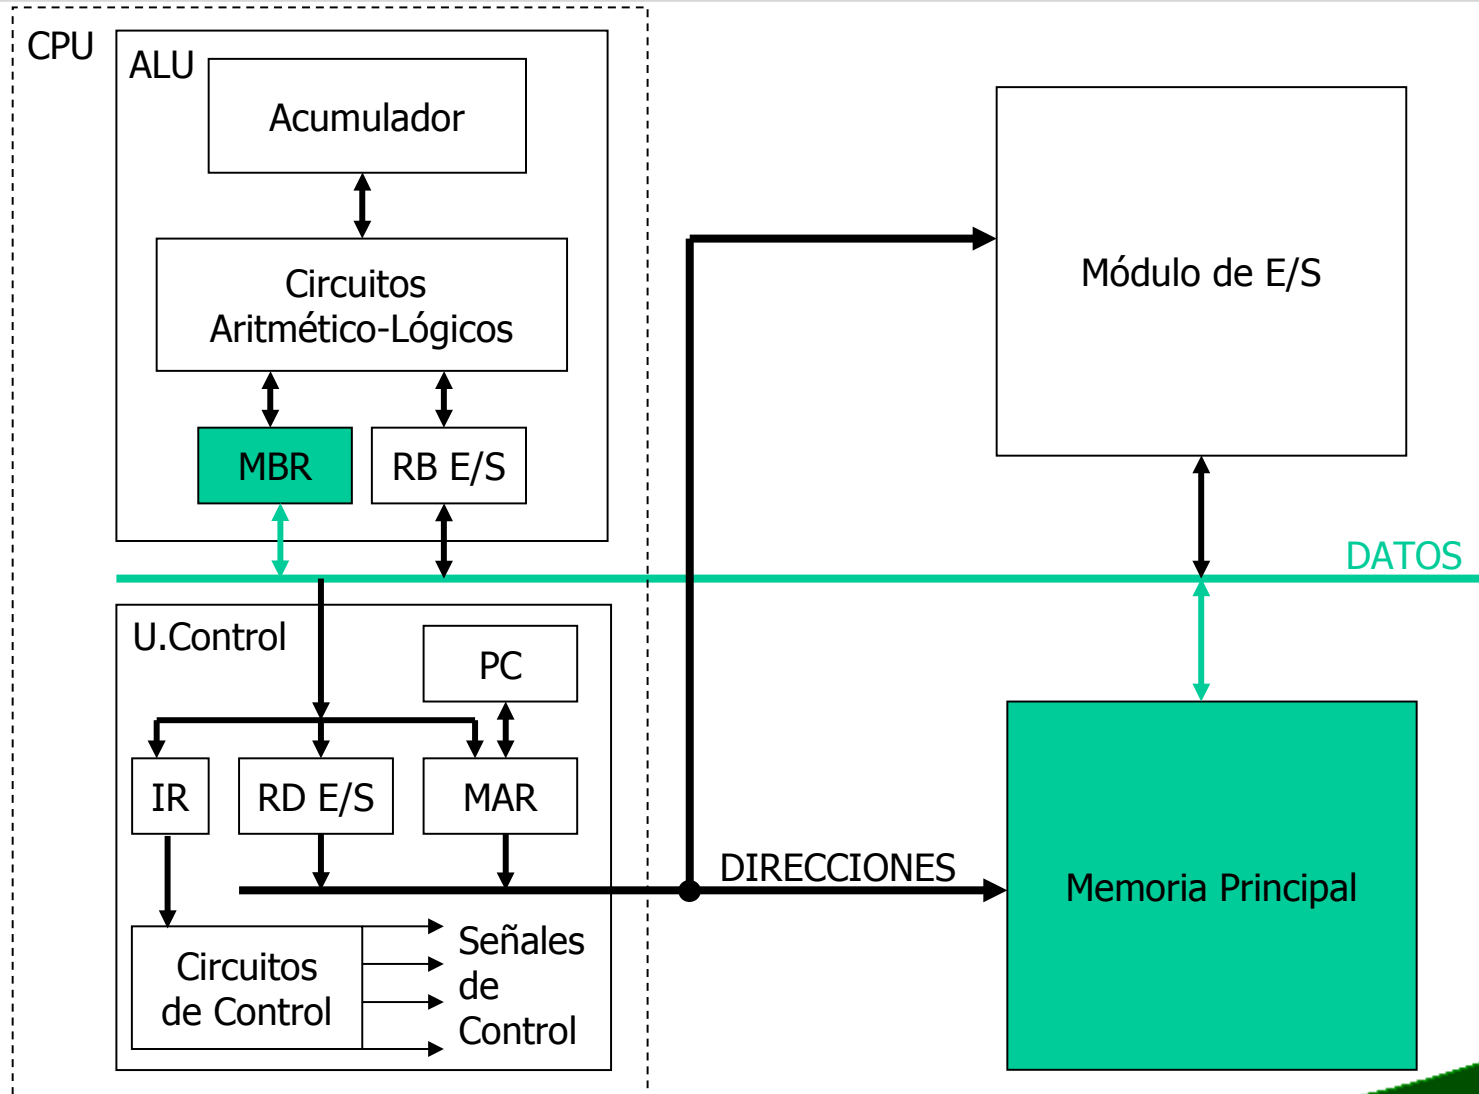 CPU
ALU
Acumulador
Circuitos
Aritmético-Lógicos
MBR
RB E/S
Módulo de E/S
DATOS
U.Control
PC
IR
RD E/S
MAR
DIRECCIONES
Memoria Principal
Circuitos
de Control
Señales
de
Control